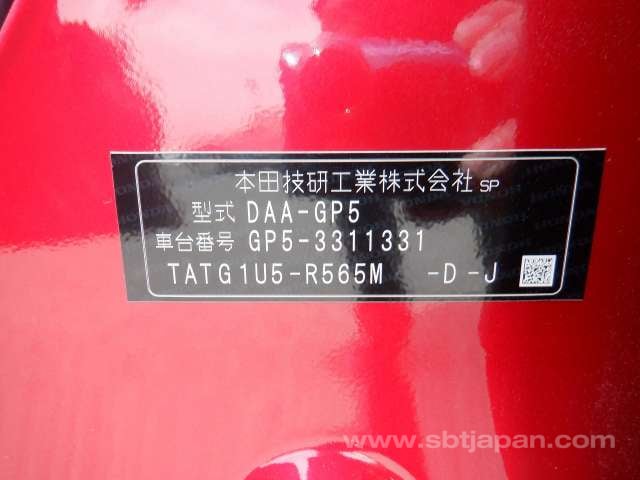 本田技研工業株式会社 SP
型式 DAA-GP5
車台番号 GP5-3311331
TATG1U5-R565M -D-J
www.sbtjapan.com